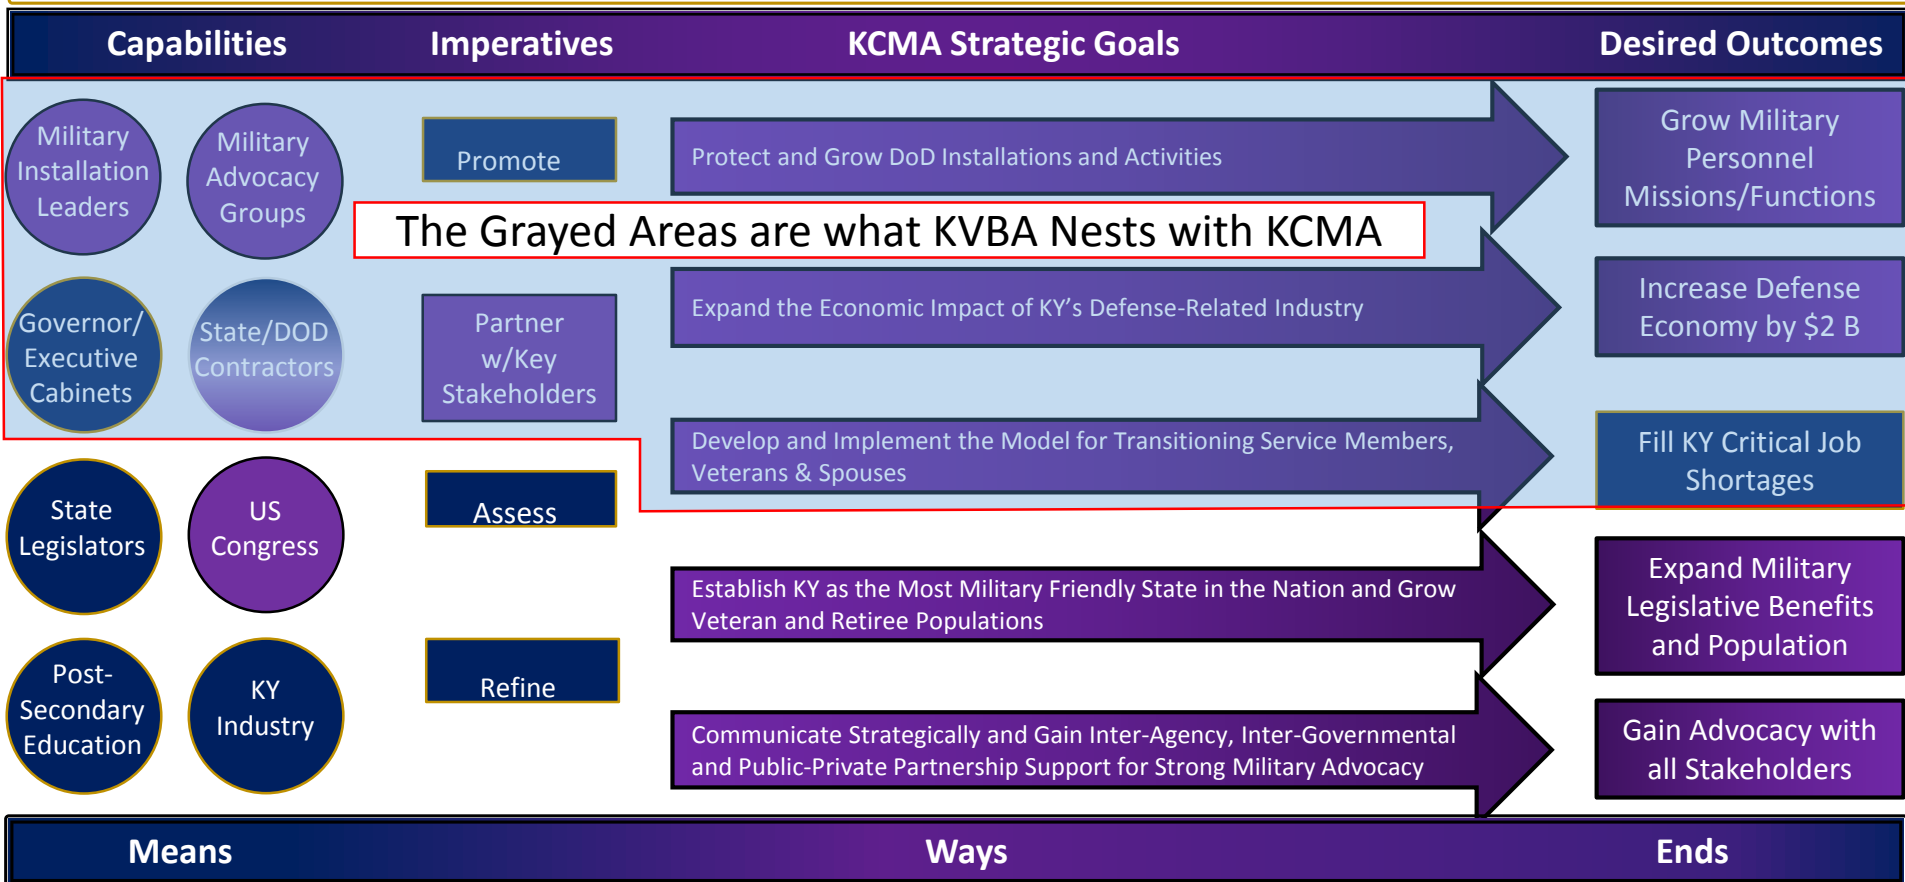 Capabilities
Imperatives
KCMA Strategic Goals
Desired Outcomes
Military
Installation
Leaders
Military
Advocacy
Groups
Promote
Protect and Grow DoD Installations and Activities
Grow Military
Personnel
Missions/Functions
The Grayed Areas are what KVBA Nests with KCMA
Governor/
Executive
Cabinets
State/DOD
Contractors
Partner
w/Key
Stakeholders
Expand the Economic Impact of KY's Defense-Related Industry
Increase Defense
Economy by $2 B
Develop and Implement the Model for Transitioning Service Members,
Veterans & Spouses
Fill KY Critical Job
Shortages
State
Legislators
US
Congress
Assess
Establish KY as the Most Military Friendly State in the Nation and Grow
Veteran and Retiree Populations
Expand Military
Legislative Benefits
and Population
Post-
Secondary
Education
KY
Industry
Refine
Communicate Strategically and Gain Inter-Agency, Inter-Governmental
and Public-Private Partnership Support for Strong Military Advocacy
Gain Advocacy with
all Stakeholders
Means
Ways
Ends